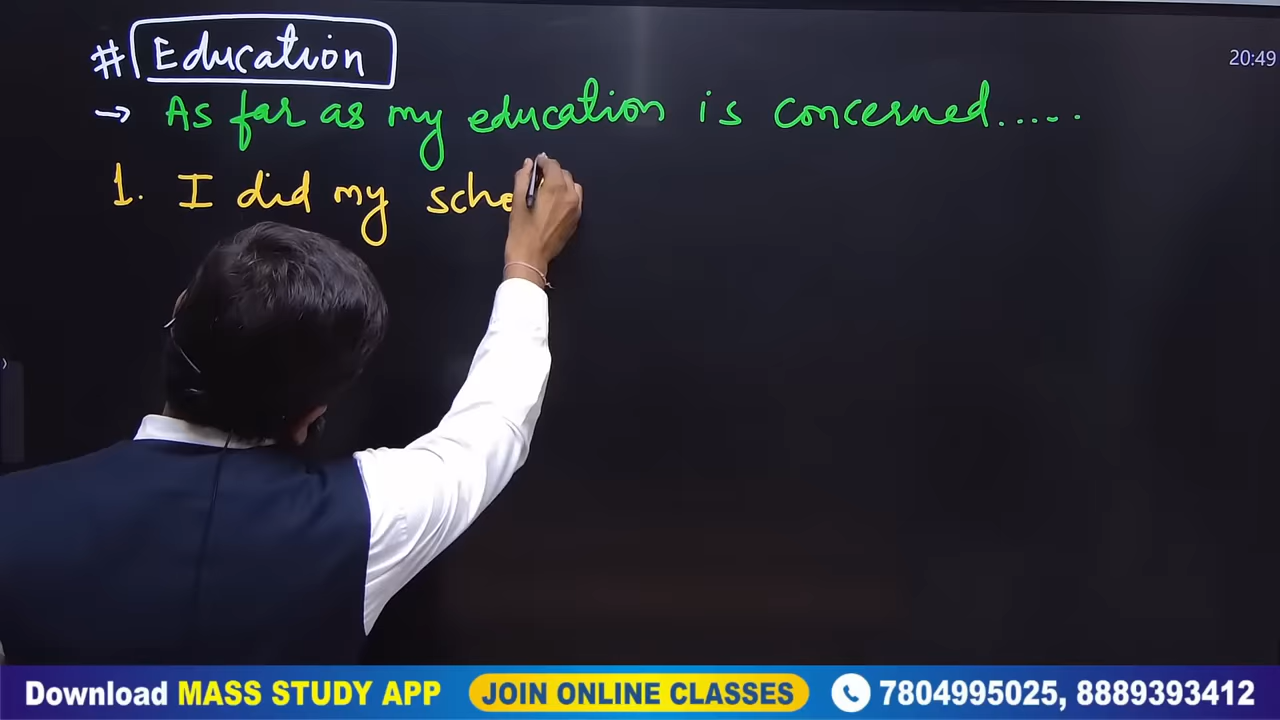 # Education
20:49
→ As far as my education is concerned.....
1. I did my scho
Download MASS STUDY APP JOIN ONLINE CLASSES 7804995025, 8889393412